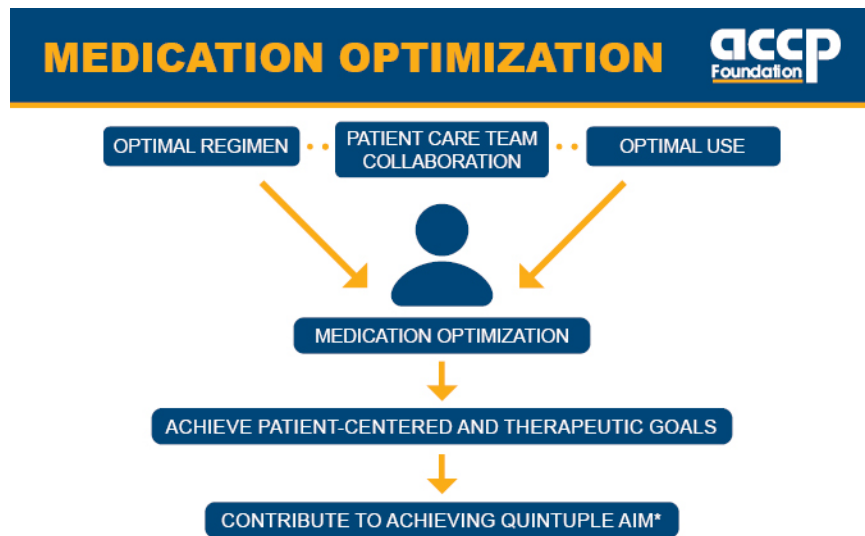 MEDICATION OPTIMIZATION
accp
Foundation
OPTIMAL REGIMEN
PATIENT CARE TEAM
COLLABORATION
OPTIMAL USE
MEDICATION OPTIMIZATION
ACHIEVE PATIENT-CENTERED AND THERAPEUTIC GOALS
CONTRIBUTE TO ACHIEVING QUINTUPLE AIM*